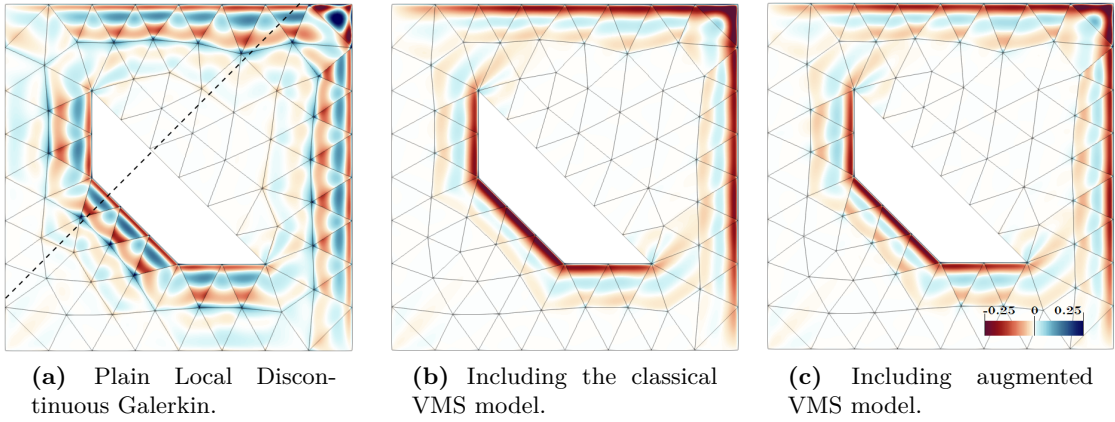 -0.25 0 0.25
(a) Plain Local Discon-
tinuous Galerkin.
(b) Including the classical
VMS model.
(c) Including augmented
VMS model.